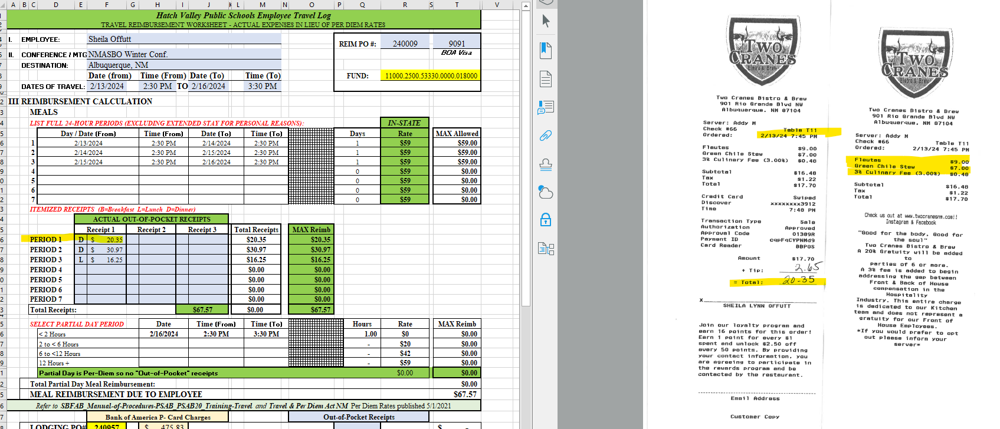 A B C D E F G H I J K L M N O P Q R S T U V
Hatch Valley Public Schools Employee Travel Log
TRAVEL REIMBURSEMENT WORKSHEET - ACTUAL EXPENSES IN LIEU OF PER DIEM RATES
I. EMPLOYEE: Sheila Offutt
REIM PO #: 240009 9091
II. CONFERENCE / MTG NMASBO Winter Conf.
BOA Visa
DESTINATION: Albuquerque, NM
Date (from) Time (From) Date (To) Time (To)
FUND: 11000.2500.53330.0000.018000
DATES OF TRAVEL: 2/13/2024 2:30 PM TO 2/16/2024 3:30 PM
III REIMBURSEMENT CALCULATION
MEALS
LIST FULL 24-HOUR PERIODS (EXCLUDING EXTENDED STAY FOR PERSONAL REASONS): IN-STATE
Day / Date (From) Time (From) Date (To) Time (To) Days Rate MAX Allowed
1 2/13/2024 2:30 PM 2/14/2024 2:30 PM 1 $59 $59.00
2 2/14/2024 2:30 PM 2/15/2024 2:30 PM 1 $59 $59.00
3 2/15/2024 2:30 PM 2/16/2024 2:30 PM 1 $59 $59.00
4 0 $59 $0.00
5 0 $59 $0.00
6 0 $59 $0.00
7 0 $59 $0.00
ITEMIZED RECEIPTS (B=Breakfast L=Lunch D=Dinner)
ACTUAL OUT-OF-POCKET RECEIPTS
Receipt 1 Receipt 2 Receipt 3 Total Receipts MAX Reimb
PERIOD 1 D $ 20.35 $20.35 $20.35
PERIOD 2 D $ 30.97 $30.97 $30.97
PERIOD 3 L $ 16.25 $16.25 $16.25
PERIOD 4 $0.00 $0.00
PERIOD 5 $0.00 $0.00
PERIOD 6 $0.00 $0.00
PERIOD 7 $0.00 $0.00
Total Receipts: $67.57 $0.00 $67.57
SELECT PARTIAL DAY PERIOD Date Time (From) Time (To) Hours Rate MAX Reimb
< 2 Hours 2/16/2024 2:30 PM 3:30 PM 1.00 $0 $0.00
2 to < 6 Hours - $20 $0.00
6 to <12 Hours - $42 $0.00
12 Hours + - $59 $0.00
Partial Day is Per-Diem so no "Out-of-Pocket" receipts $0.00 $0.00
Total Partial Day Meal Reimbursement: $0.00
MEAL REIMBURSEMENT DUE TO EMPLOYEE $67.57
Refer to SBFAB_Manual-of-Procedures-PSAB_PSAB20_Training-Travel and Travel & Per Diem Act NM Per Diem Rates published 5/1/2021
Bank of America P- Card Charges Out-of-Pocket Receipts
LODGING PO# 240957 $ 475.83 $ -
TWO
CRANES
Bistro & Brew
Two Cranes Bistro & Brew
901 Rio Grande Blvd NW
Albuquerque, NM 87104
Server: Addy M
Check #66 Table T11
Ordered: 2/13/24 7:45 PM
Flautas $9.00
Green Chile Stew $7.00
3% Culinary Fee (3.00%) $0.48
Subtotal $16.48
Tax $1.22
Total $17.70
Credit Card Swiped
Discover xxxxxxxx3912
Time 7:48 PM
Transaction Type Sale
Authorization Approved
Approval Code 01389R
Payment ID cqpFqCYPNMd9
Card Reader BBPOS
Amount $17.70
+ Tip: 2.65
= Total: 20.35
X
SHEILA LYNN OFFUTT
Join our loyalty program and
earn 16 points for this order!
Earn 1 point for every $1
spent and unlock $2.50 off
every 50 points. By providing
your contact information, you
are agreeing to participate in
the rewards program and be
contacted by the restaurant.
Email Address
Customer Copy
TWO
CRANES
Bistro & Brew
Two Cranes Bistro & Brew
901 Rio Grande Blvd NW
Albuquerque, NM 87104
Server: Addy M
Check #66 Table T11
Ordered: 2/13/24 7:45 PM
Flautas $9.00
Green Chile Stew $7.00
3% Culinary Fee (3.00%) $0.48
Subtotal $16.48
Tax $1.22
Total $17.70
Check us out at www.twocranesnm.com!!
Instagram & Facebook
"Good for the body, Good for
the soul"
Two Cranes Bistro & Brew
A 20% Gratuity will be added
to
parties of 6 or more.
A 3% fee is added to begin
addressing the gap between
Front & Back of House
compensation in the
Hospitality
Industry. This entire charge
is dedicated to our Kitchen
team and does not represent a
gratuity for our Front of
House Employees.
*If you would prefer to opt
out please inform your
server*